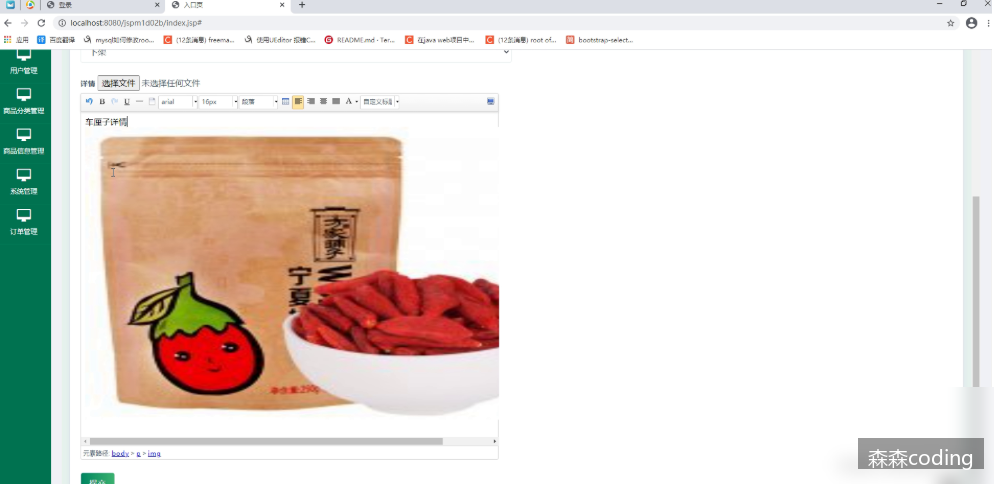 登录
入口页
localhost:8080/jspm1d02b/index.jsp#
应用
百度翻译
mysql如何修改roo...
(12条消息) freema...
使用UEditor 报错C...
README.md · Ter...
在java web项目中...
(12条消息) root of...
bootstrap-select...
用户管理
商品分类管理
商品信息管理
系统管理
订单管理
下架
详情 选择文件 未选择任何文件
B U arial 16px 段落 A 自定义标题
车厘子详情
方家铺子
宁夏
净含量:250g
元素路径: body > p > img
提交
森森coding